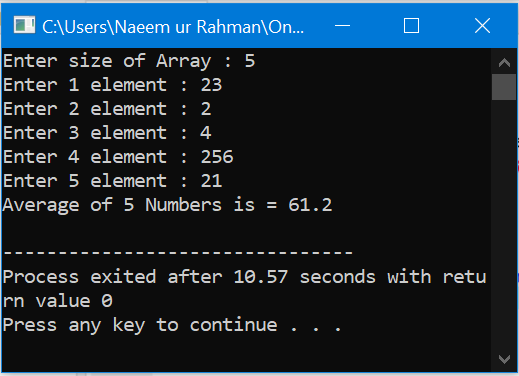 C:\Users\Naeem ur Rahman\On...
Enter size of Array : 5
Enter 1 element : 23
Enter 2 element : 2
Enter 3 element : 4
Enter 4 element : 256
Enter 5 element : 21
Average of 5 Numbers is = 61.2
--------------------------------
Process exited after 10.57 seconds with retu
rn value 0
Press any key to continue . . .